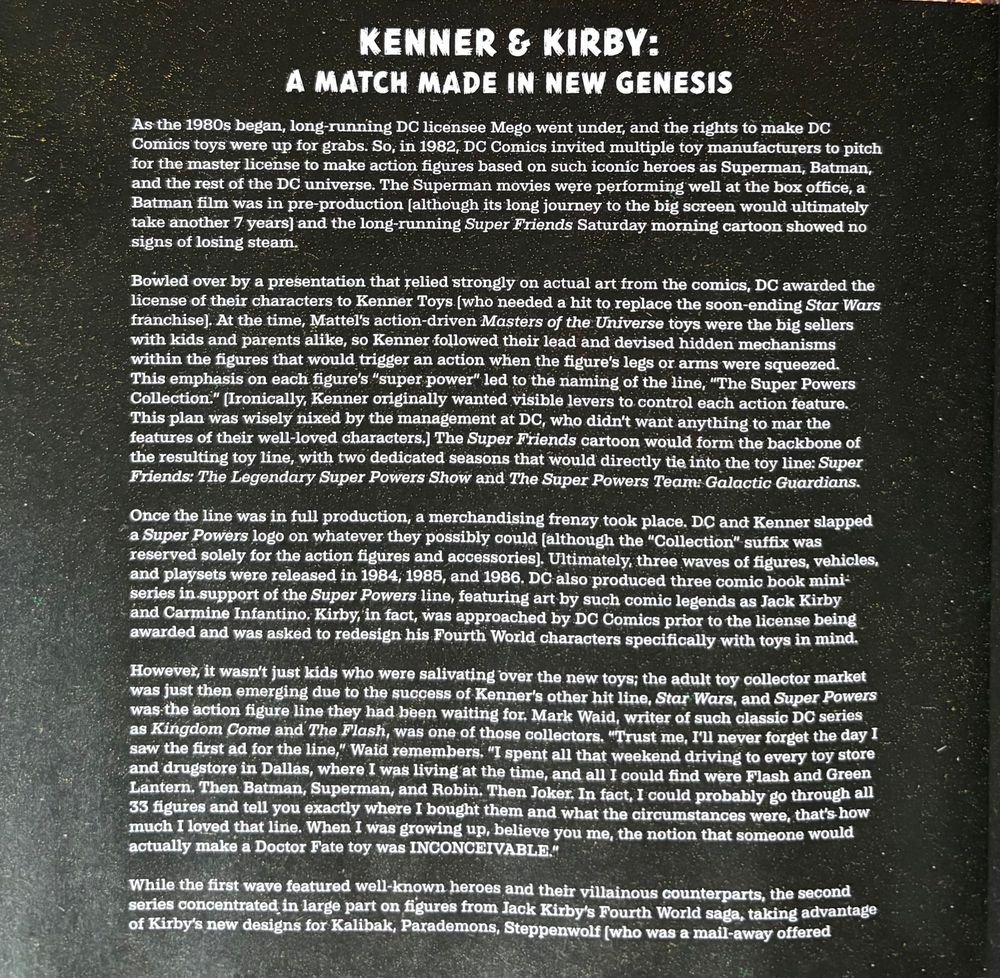 KENNER & KIRBY:
A MATCH MADE IN NEW GENESIS
As the 1980s began, long-running DC licensee Mego went under, and the rights to make DC
Comics toys were up for grabs. So, in 1982, DC Comics invited multiple toy manufacturers to pitch
for the master license to make action figures based on such iconic heroes as Superman, Batman,
and the rest of the DC universe. The Superman movies were performing well at the box office, a
Batman film was in pre-production (although its long journey to the big screen would ultimately
take another 7 years) and the long-running Super Friends Saturday morning cartoon showed no
signs of losing steam.
Bowled over by a presentation that relied strongly on actual art from the comics, DC awarded the
license of their characters to Kenner Toys (who needed a hit to replace the soon-ending Star Wars
franchise). At the time, Mattel's action-driven Masters of the Universe toys were the big sellers
with kids and parents alike, so Kenner followed their lead and devised hidden mechanisms
within the figures that would trigger an action when the figure's legs or arms were squeezed.
This emphasis on each figure's "super power" led to the naming of the line, "The Super Powers
Collection." (Ironically, Kenner originally wanted visible levers to control each action feature.
This plan was wisely nixed by the management at DC, who didn't want anything to mar the
features of their well-loved characters.) The Super Friends cartoon would form the backbone of
the resulting toy line, with two dedicated seasons that would directly tie into the toy line: Super
Friends: The Legendary Super Powers Show and The Super Powers Team: Galactic Guardians.
Once the line was in full production, a merchandising frenzy took place. DC and Kenner slapped
a Super Powers logo on whatever they possibly could (although the "Collection" suffix was
reserved solely for the action figures and accessories). Ultimately, three waves of figures, vehicles,
and playsets were released in 1984, 1985, and 1986. DC also produced three comic book mini-
series in support of the Super Powers line, featuring art by such comic legends as Jack Kirby
and Carmine Infantino. Kirby, in fact, was approached by DC Comics prior to the license being
awarded and was asked to redesign his Fourth World characters specifically with toys in mind.
However, it wasn't just kids who were salivating over the new toys; the adult toy collector market
was just then emerging due to the success of Kenner's other hit line, Star Wars, and Super Powers
was the action figure line they had been waiting for. Mark Waid, writer of such classic DC series
as Kingdom Come and The Flash, was one of those collectors. "Trust me, I'll never forget the day I
saw the first ad for the line," Waid remembers. "I spent all that weekend driving to every toy store
and drugstore in Dallas, where I was living at the time, and all I could find were Flash and Green
Lantern. Then Batman, Superman, and Robin. Then Joker. In fact, I could probably go through all
33 figures and tell you exactly where I bought them and what the circumstances were, that's how
much I loved that line. When I was growing up, believe you me, the notion that someone would
actually make a Doctor Fate toy was INCONCEIVABLE."
While the first wave featured well-known heroes and their villainous counterparts, the second
series concentrated in large part on figures from Jack Kirby's Fourth World saga, taking advantage
of Kirby's new designs for Kalibak, Parademons, Steppenwolf (who was a mail-away offered